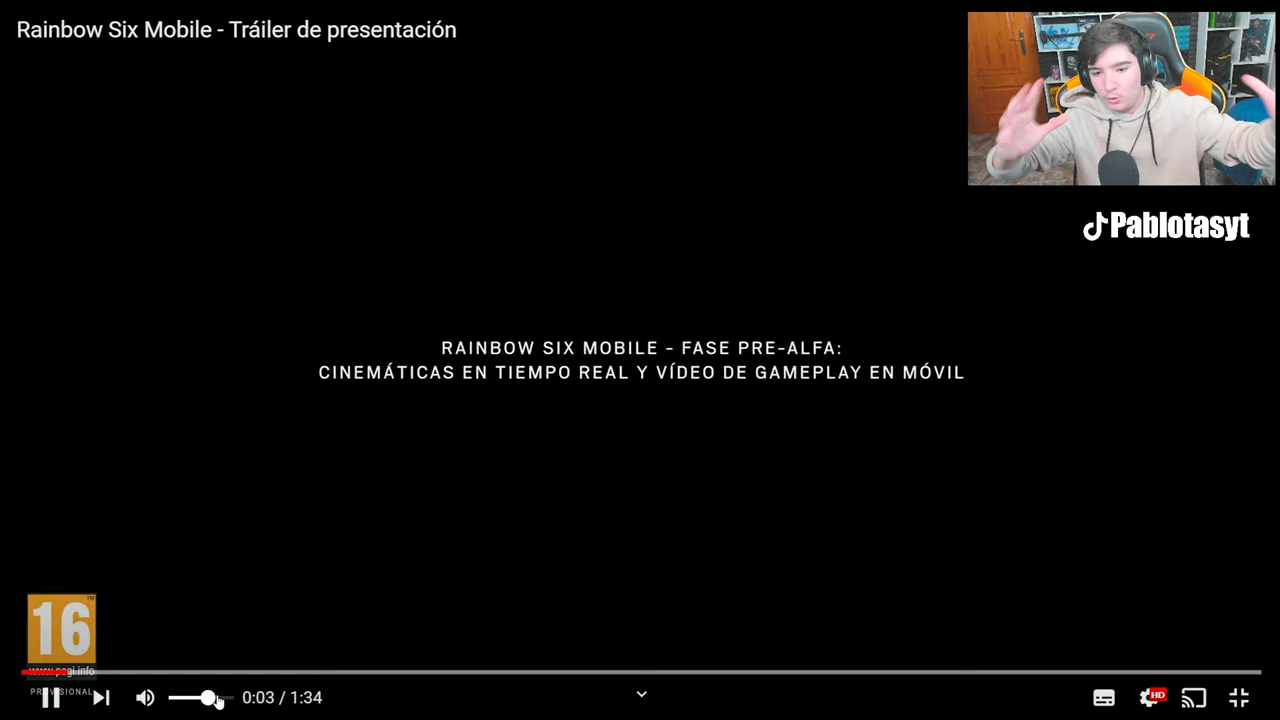 Rainbow Six Mobile - Tráiler de presentación
Pablotasyt
RAINBOW SIX MOBILE - FASE PRE-ALFA:
CINEMÁTICAS EN TIEMPO REAL Y VÍDEO DE GAMEPLAY EN MÓVIL
16
TM
www.pegi.info
PROVISIONAL
0:03 / 1:34
HD